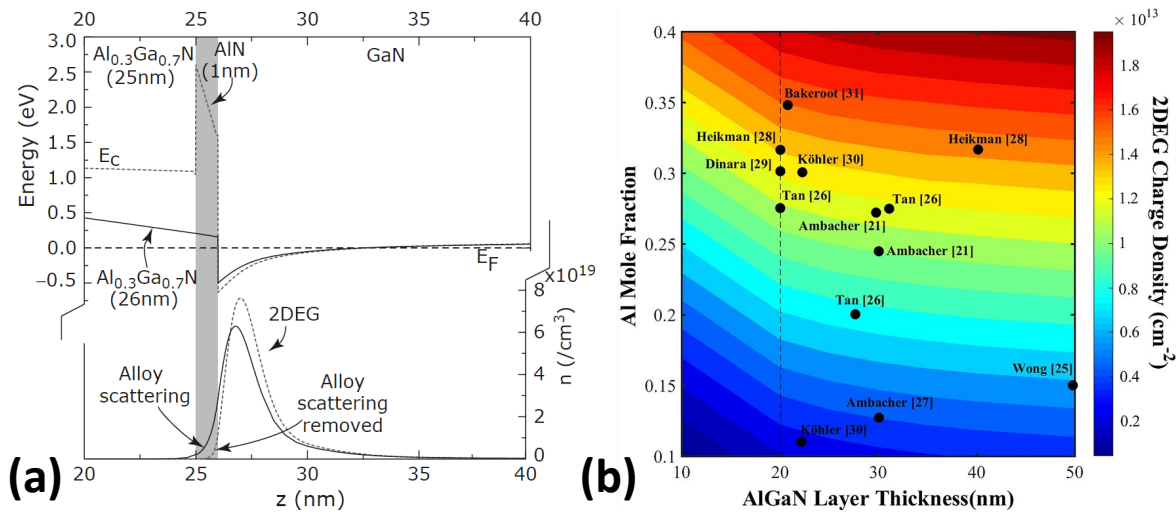 20 25 30 35 40
3.0
2.5
2.0
1.5
1.0
0.5
0.0
−0.5
Energy (eV)
Al0.3Ga0.7N
(25nm)
AlN
(1nm)
GaN
EC
EF
Al0.3Ga0.7N
(26nm)
x10^19
8
6
4
2
0
n (/cm^3)
2DEG
Alloy
scattering
Alloy
scattering
removed
20 25 30 35 40
z (nm)
(a)
0.4
0.35
0.3
0.25
0.2
0.15
0.1
Al Mole Fraction
Bakeroot [31]
Heikman [28]
Heikman [28]
Dinara [29]
Köhler [30]
Tan [26]
Tan [26]
Ambacher [21]
Ambacher [21]
Tan [26]
Wong [25]
Ambacher [27]
Köhler [30]
10 20 30 40 50
AlGaN Layer Thickness(nm)
× 10^13
1.8
1.6
1.4
1.2
1
0.8
0.6
0.4
0.2
2DEG Charge Density (cm^-2)
(b)